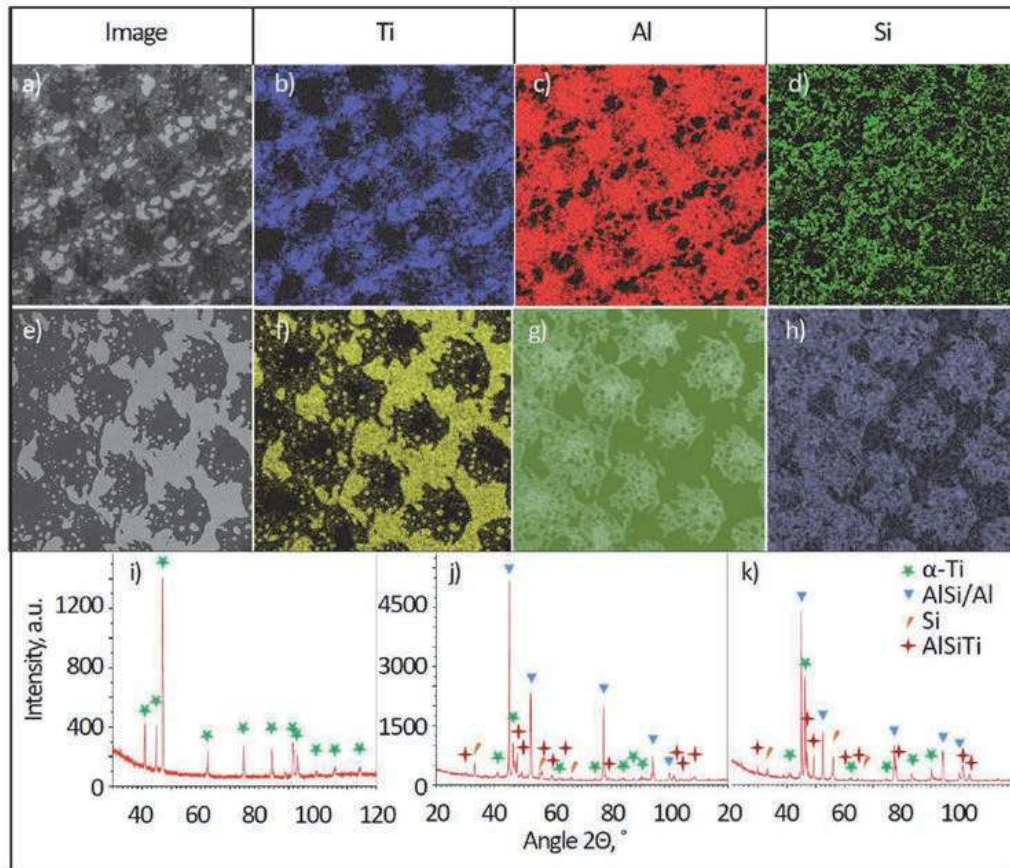 Image Ti Al Si
a) b) c) d)
e) f) g) h)
i) j) k)
α-Ti
AlSi/Al
Si
AlSiTi
Intensity, a.u.
1200
800
400
0
4500
3000
1500
0
40 60 80 100 120 20 40 60 80 100 120 40 60 80 100
Angle 2Θ, °